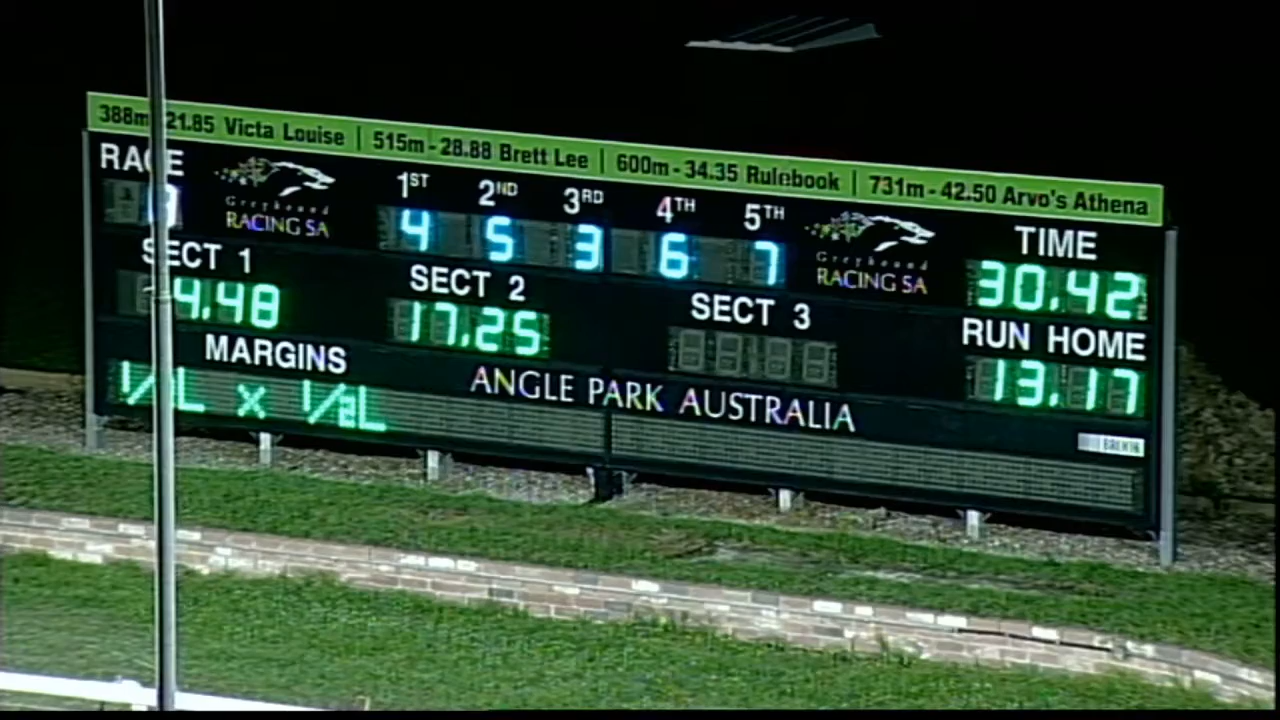 388m 21.85 Victa Louise | 515m - 28.88 Brett Lee | 600m - 34.35 Rulebook | 731m - 42.50 Arvo's Athena
RACE
Greyhound
RACING SA
1ST 2ND 3RD 4TH 5TH
4 5 3 6 7
Greyhound
RACING SA
TIME
30.42
SECT 1
4.48
SECT 2
17.25
SECT 3
RUN HOME
13.17
MARGINS
x 1/2L
ANGLE PARK AUSTRALIA